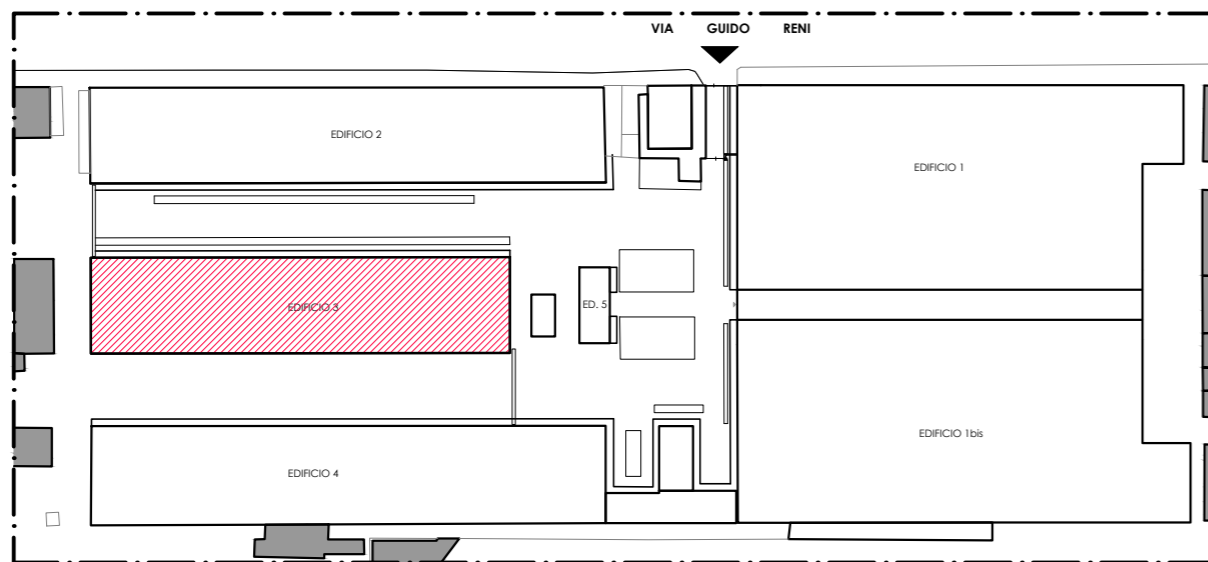 VIA GUIDO RENI
EDIFICIO 2
EDIFICIO 1
EDIFICIO 3
ED. 5
EDIFICIO 1bis
EDIFICIO 4